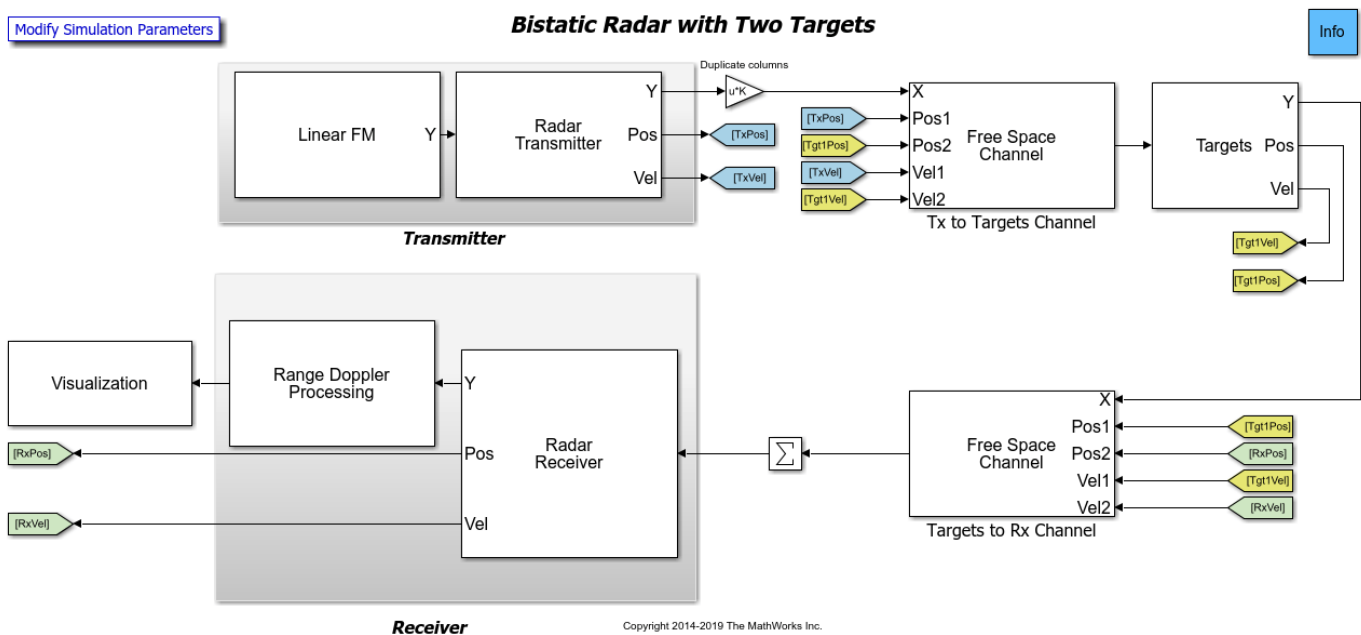 Modify Simulation Parameters
Bistatic Radar with Two Targets
Info
Duplicate columns
Linear FM
Y
Radar
Transmitter
Y
Pos
Vel
u*K
[TxPos]
[TxVel]
Transmitter
[TxPos]
[Tgt1Pos]
[TxVel]
[Tgt1Vel]
X
Pos1
Pos2
Vel1
Vel2
Free Space
Channel
Tx to Targets Channel
Targets
Y
Pos
Vel
[Tgt1Vel]
[Tgt1Pos]
Visualization
Range Doppler
Processing
Y
Pos
Vel
Radar
Receiver
[RxPos]
[RxVel]
Σ
Free Space
Channel
X
Pos1
Pos2
Vel1
Vel2
[Tgt1Pos]
[RxPos]
[Tgt1Vel]
[RxVel]
Targets to Rx Channel
Receiver
Copyright 2014-2019 The MathWorks Inc.